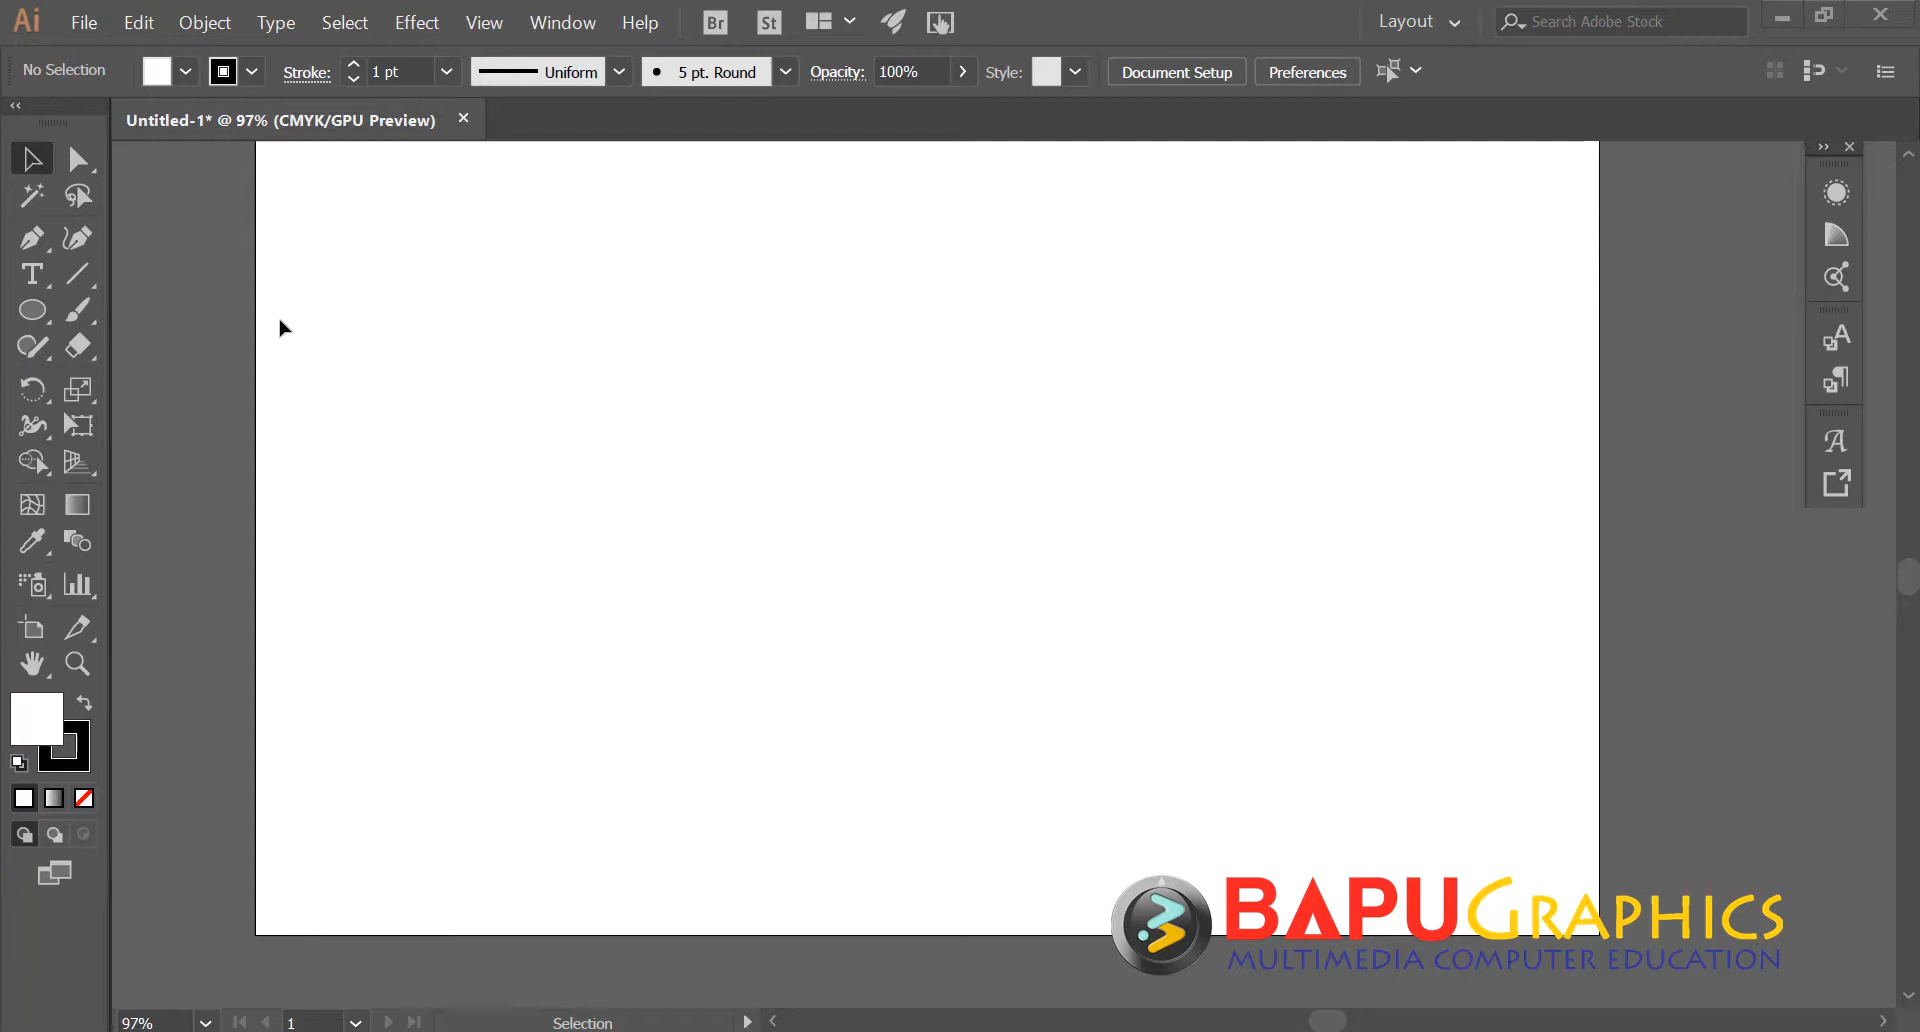 Ai File Edit Object Type Select Effect View Window Help Br St Layout Search Adobe Stock
No Selection Stroke: 1 pt Uniform 5 pt. Round Opacity: 100% Style: Document Setup Preferences
Untitled-1* @ 97% (CMYK/GPU Preview)
BAPU GRAPHICS
MULTIMEDIA COMPUTER EDUCATION
97% 1 Selection